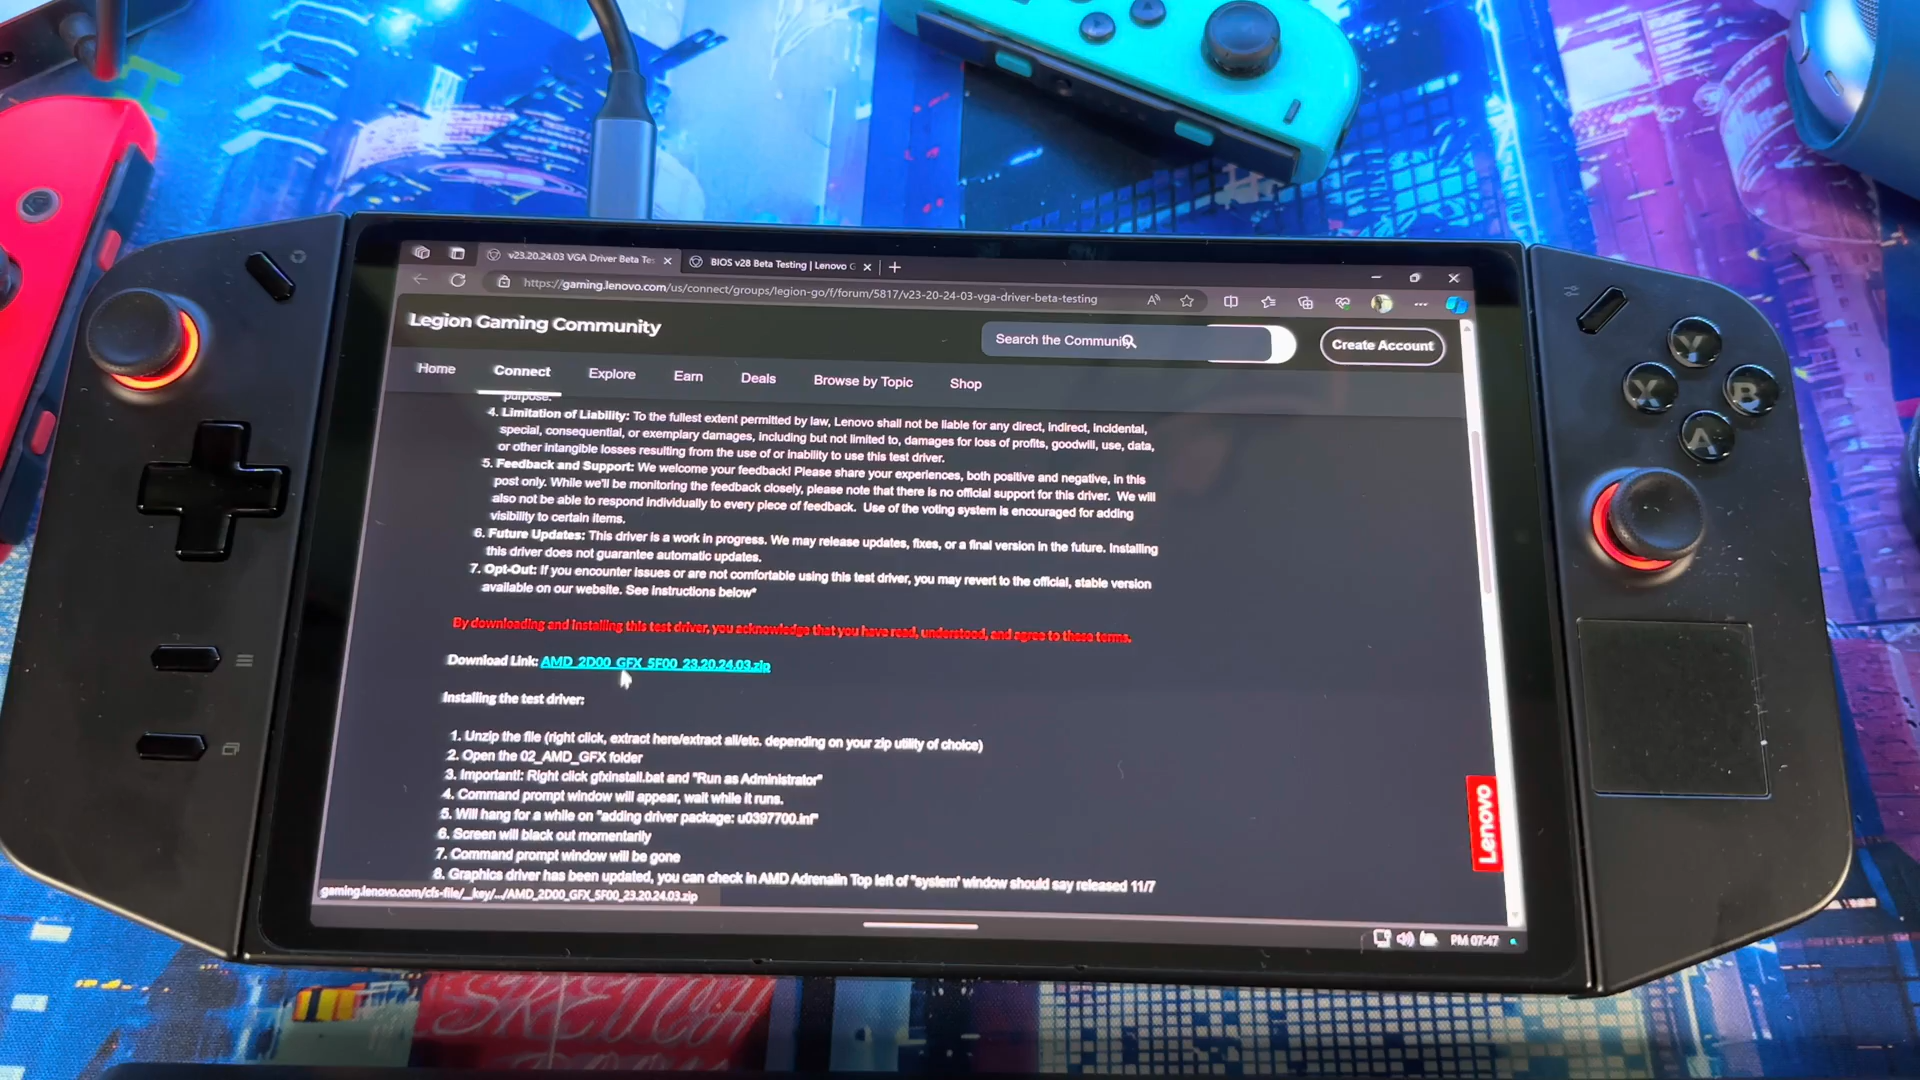 v23.20.24.03 VGA Driver Beta Tes
BIOS v28 Beta Testing | Lenovo G
https://gaming.lenovo.com/us/connect/groups/legion-go/f/forum/5817/v23-20-24-03-vga-driver-beta-testing
Legion Gaming Community
Search the Community
Create Account
Home Connect Explore Earn Deals Browse by Topic Shop
purpose.
4. Limitation of Liability: To the fullest extent permitted by law, Lenovo shall not be liable for any direct, indirect, incidental,
special, consequential, or exemplary damages, including but not limited to, damages for loss of profits, goodwill, use, data,
or other intangible losses resulting from the use of or inability to use this test driver.
5. Feedback and Support: We welcome your feedback! Please share your experiences, both positive and negative, in this
post only. While we'll be monitoring the feedback closely, please note that there is no official support for this driver. We will
also not be able to respond individually to every piece of feedback. Use of the voting system is encouraged for adding
visibility to certain items.
6. Future Updates: This driver is a work in progress. We may release updates, fixes, or a final version in the future. Installing
this driver does not guarantee automatic updates.
7. Opt-Out: If you encounter issues or are not comfortable using this test driver, you may revert to the official, stable version
available on our website. See instructions below*
By downloading and installing this test driver, you acknowledge that you have read, understood, and agree to these terms.
Download Link: AMD_2D00_GFX_5F00_23.20.24.03.zip
Installing the test driver:
1. Unzip the file (right click, extract here/extract all/etc. depending on your zip utility of choice)
2. Open the 02_AMD_GFX folder
3. Important!: Right click gfxinstall.bat and "Run as Administrator"
4. Command prompt window will appear, wait while it runs.
5. Will hang for a while on "adding driver package: u0397700.inf"
6. Screen will black out momentarily
7. Command prompt window will be gone
8. Graphics driver has been updated, you can check in AMD Adrenalin Top left of "system" window should say released 11/7
gaming.lenovo.com/cfs-file/__key/.../AMD_2D00_GFX_5F00_23.20.24.03.zip
PM 07:47
Lenovo
Y
X
B
A